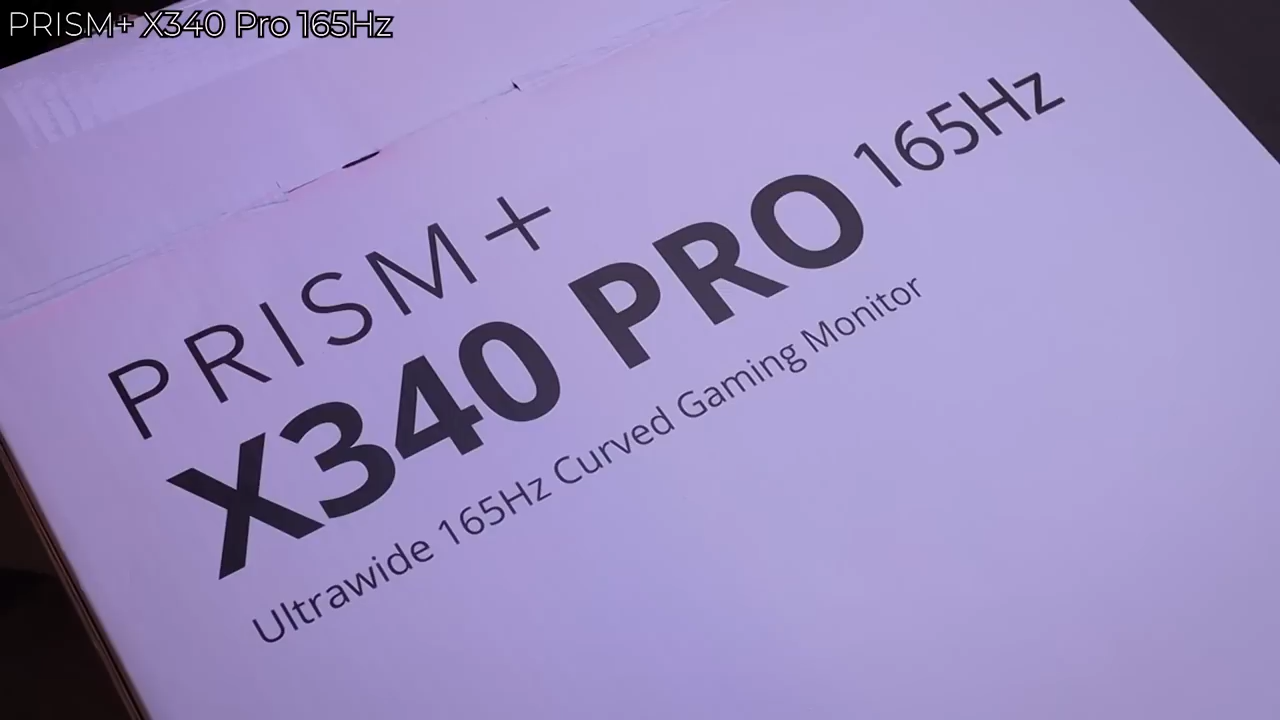 PRISM+ X340 Pro 165Hz
PRISM+
X340 PRO 165Hz
Ultrawide 165Hz Curved Gaming Monitor